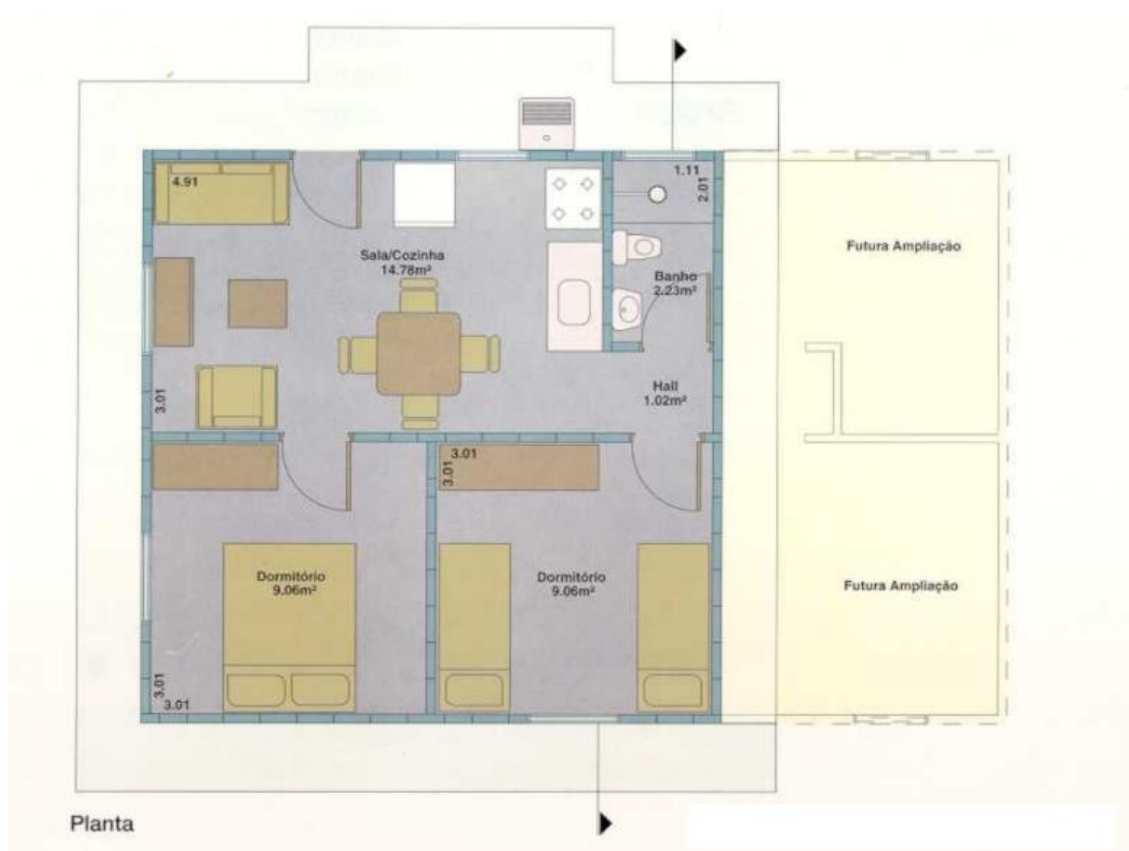 1.11
2.01
4.91
Sala/Cozinha
14.78m²
Banho
2.23m²
Futura Ampliação
Hall
1.02m²
3.01
3.01
3.01
Dormitório
9.06m²
Dormitório
9.06m²
Futura Ampliação
3.01
3.01
Planta